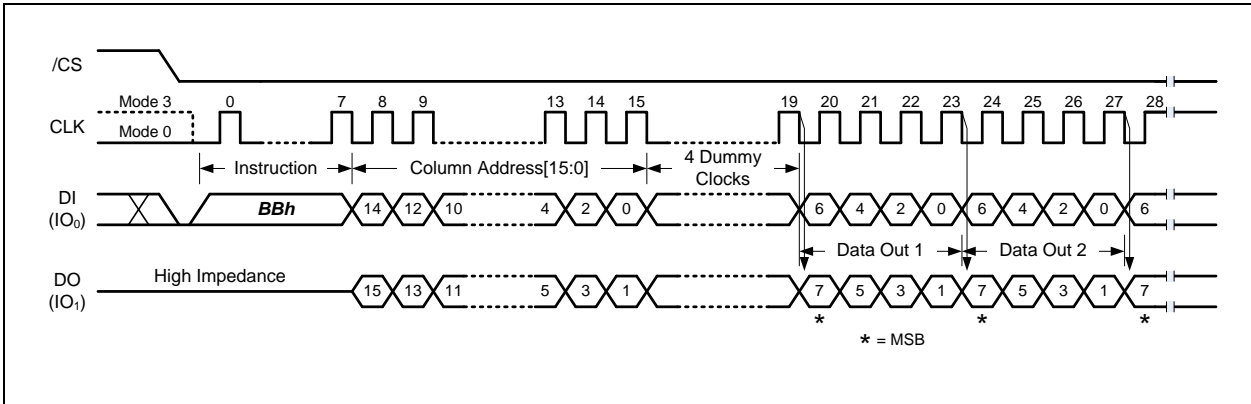 /CS
Mode 3 0 7 8 9 13 14 15 19 20 21 22 23 24 25 26 27 28
CLK
Mode 0
Instruction Column Address[15:0] 4 Dummy
Clocks
DI
(IO₀)
BBh 14 12 10 4 2 0 6 4 2 0 6 4 2 0 6
Data Out 1 Data Out 2
High Impedance
DO
(IO₁)
15 13 11 5 3 1 7 5 3 1 7 5 3 1 7
* * *
* = MSB